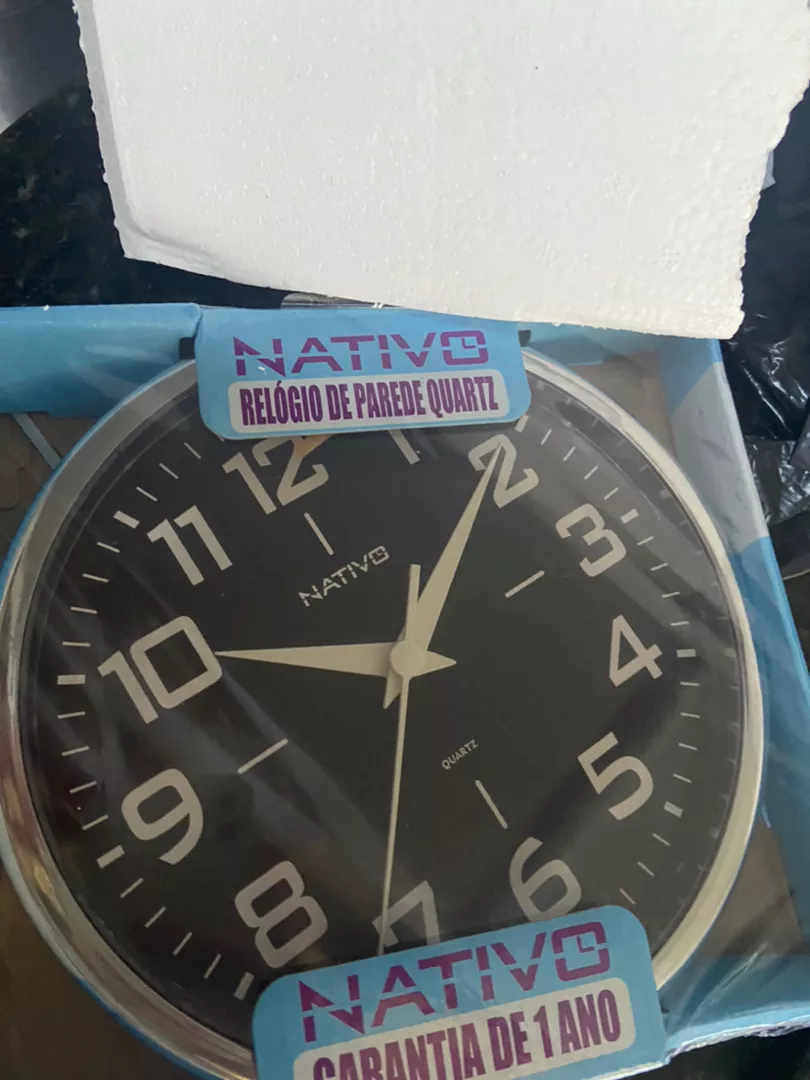 NATIVO
RELÓGIO DE PAREDE QUARTZ
12
2
11
3
NATIVO
10
4
QUARTZ
5
9
6
8
7
NATIVO
GARANTIA DE 1 ANO